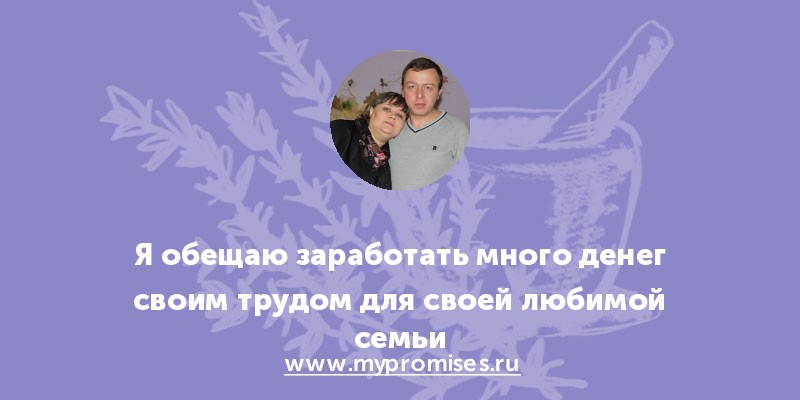 Я обещаю заработать много денег
своим трудом для своей любимой
семьи
www.mypromises.ru